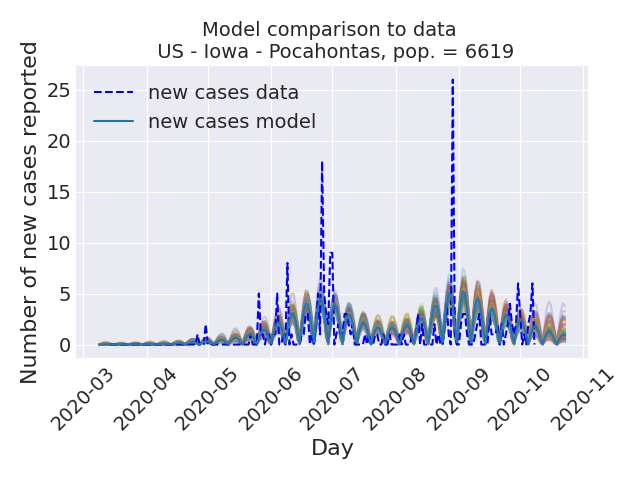 Model comparison to data
US - Iowa - Pocahontas, pop. = 6619
Number of new cases reported
25
20
15
10
5
0
new cases data
new cases model
2020-03
2020-04
2020-05
2020-06
2020-07
2020-08
2020-09
2020-10
2020-11
Day